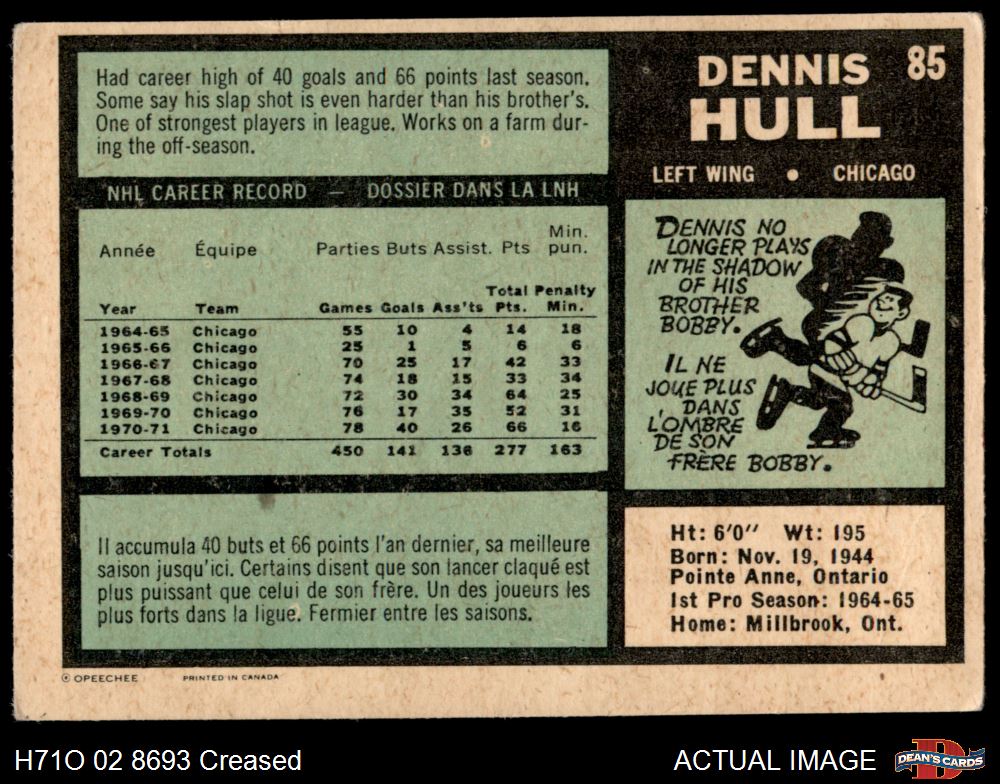 DENNIS 85
HULL
LEFT WING • CHICAGO
Had career high of 40 goals and 66 points last season.
Some say his slap shot is even harder than his brother's.
One of strongest players in league. Works on a farm dur-
ing the off-season.
NHL CAREER RECORD — DOSSIER DANS LA LNH
Min.
Année Équipe Parties Buts Assist. Pts pun.
Total Penalty
Year Team Games Goals Ass'ts Pts. Min.
1964-65 Chicago 55 10 4 14 18
1965-66 Chicago 25 1 5 6 6
1966-67 Chicago 70 25 17 42 33
1967-68 Chicago 74 18 15 33 34
1968-69 Chicago 72 30 34 64 25
1969-70 Chicago 76 17 35 52 31
1970-71 Chicago 78 40 26 66 16
Career Totals 450 141 136 277 163
Il accumula 40 buts et 66 points l'an dernier, sa meilleure
saison jusqu'ici. Certains disent que son lancer claqué est
plus puissant que celui de son frère. Un des joueurs les
plus forts dans la ligue. Fermier entre les saisons.
DENNIS NO
LONGER PLAYS
IN THE SHADOW
OF HIS
BROTHER
BOBBY.
IL NE
JOUE PLUS
DANS
L'OMBRE
DE SON
FRÈRE BOBBY.
Ht: 6'0" Wt: 195
Born: Nov. 19, 1944
Pointe Anne, Ontario
1st Pro Season: 1964-65
Home: Millbrook, Ont.
© OPEECHEE PRINTED IN CANADA
H71O 02 8693 Creased ACTUAL IMAGE
D
DEAN'S CARDS